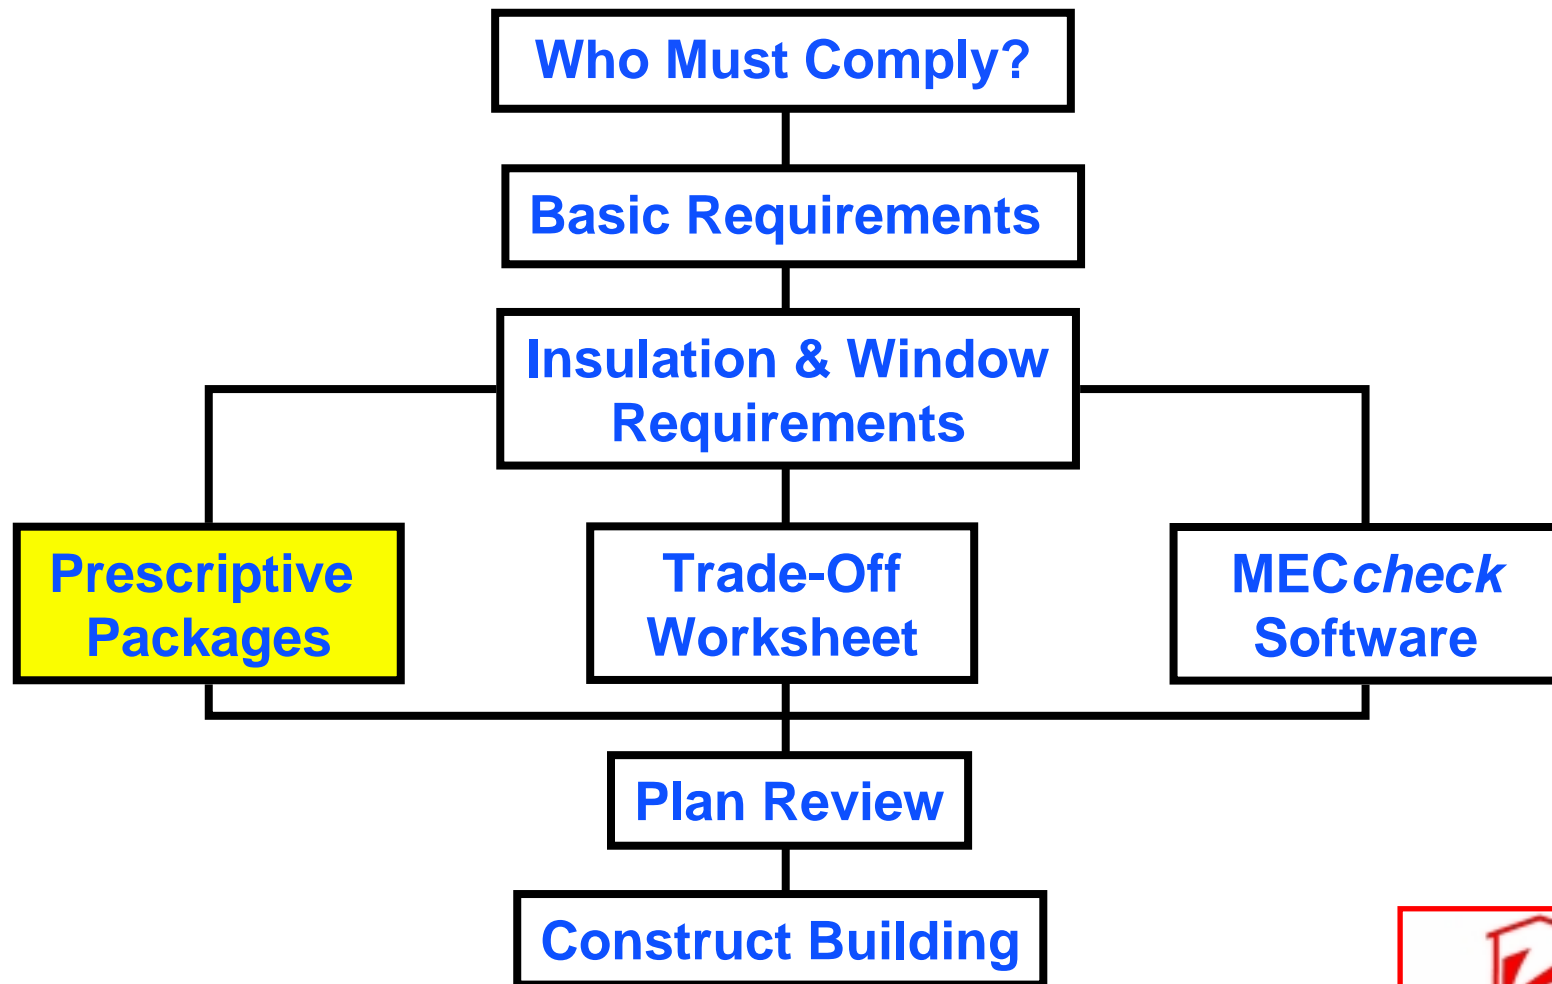 Who Must Comply?
Basic Requirements
Insulation & Window
Requirements
Prescriptive
Packages
Trade-Off
Worksheet
MECcheck
Software
Plan Review
Construct Building